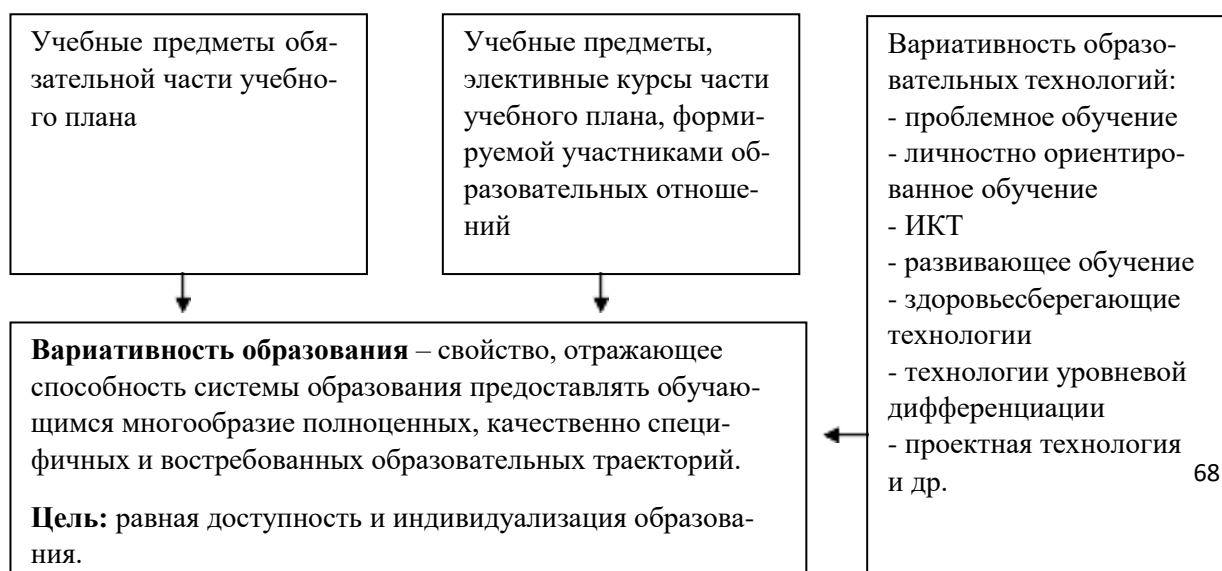 Учебные предметы обя-
зательной части учебно-
го плана
Учебные предметы,
элективные курсы части
учебного плана, форми-
руемой участниками об-
разовательных отноше-
ний
Вариативность образо-
вательных технологий:
- проблемное обучение
- личностно ориентиро-
ванное обучение
- ИКТ
- развивающее обучение
- здоровьесберегающие
технологии
- технологии уровневой
дифференциации
- проектная технология
и др.
68
Вариативность образования – свойство, отражающее
способность системы образования предоставлять обучаю-
щимся многообразие полноценных, качественно специ-
фичных и востребованных образовательных траекторий.
Цель: равная доступность и индивидуализация образова-
ния.